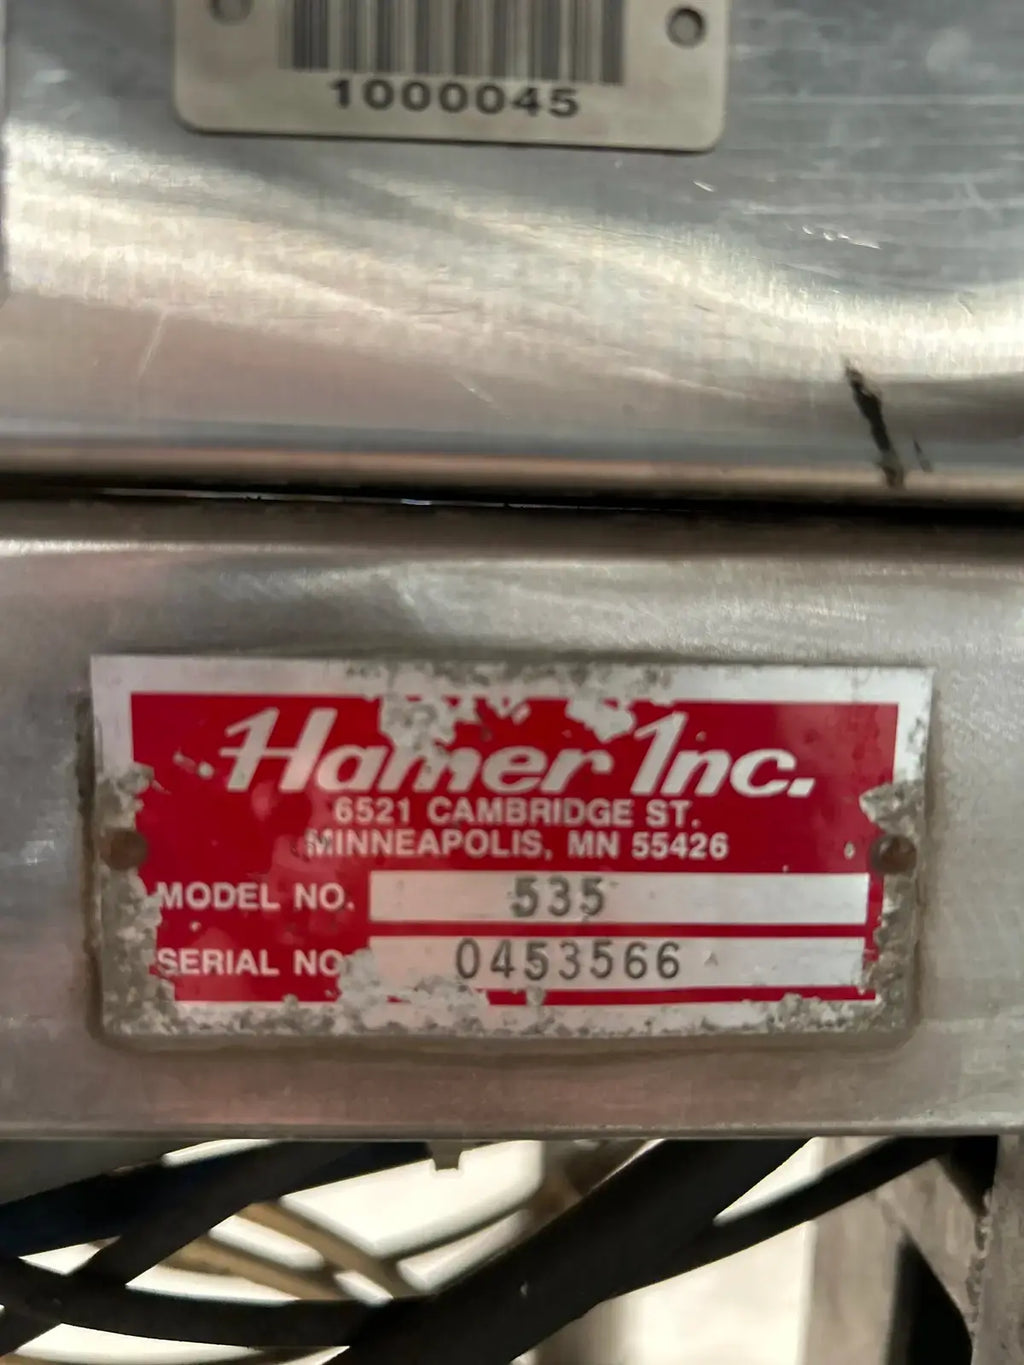 1000045
Hamer Inc.
6521 CAMBRIDGE ST.
MINNEAPOLIS, MN 55426
MODEL NO. 535
SERIAL NO 0453566